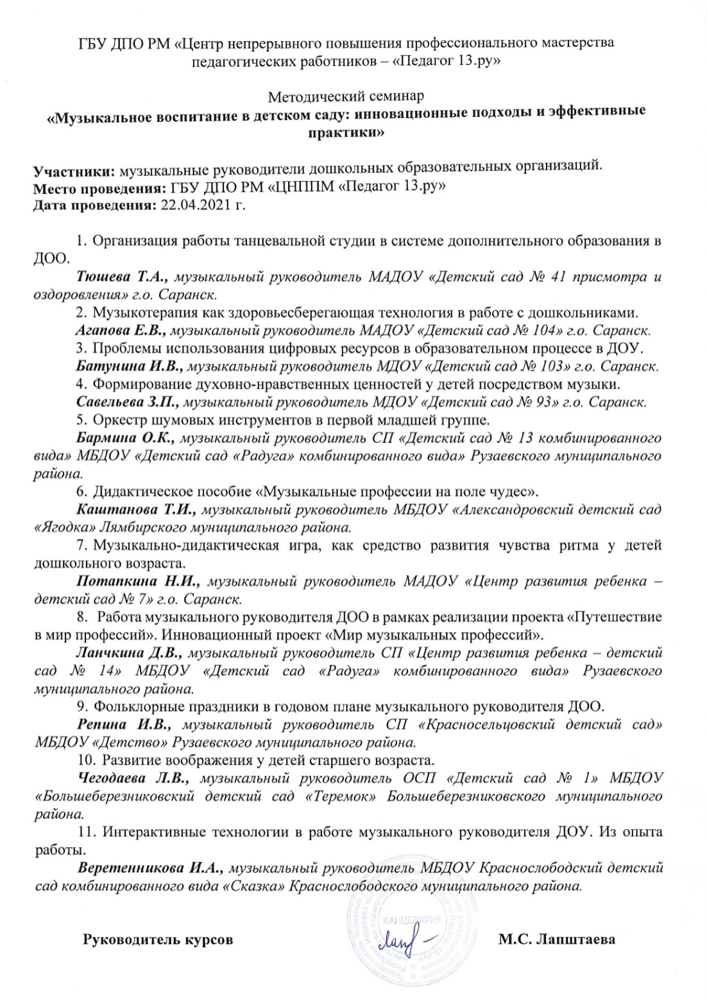 ГБУ ДПО РМ «Центр непрерывного повышения профессионального мастерства
педагогических работников – «Педагог 13.ру»
Методический семинар
«Музыкальное воспитание в детском саду: инновационные подходы и эффективные
практики»
Участники: музыкальные руководители дошкольных образовательных организаций.
Место проведения: ГБУ ДПО РМ «ЦНППМ «Педагог 13.ру»
Дата проведения: 22.04.2021 г.
1. Организация работы танцевальной студии в системе дополнительного образования в
ДОО.
Тюшева Т.А., музыкальный руководитель МАДОУ «Детский сад № 41 присмотра и
оздоровления» г.о. Саранск.
2. Музыкотерапия как здоровьесберегающая технология в работе с дошкольниками.
Агапова Е.В., музыкальный руководитель МАДОУ «Детский сад № 104» г.о. Саранск.
3. Проблемы использования цифровых ресурсов в образовательном процессе в ДОУ.
Батунина И.В., музыкальный руководитель МДОУ «Детский сад № 103» г.о. Саранск.
4. Формирование духовно-нравственных ценностей у детей посредством музыки.
Савельева З.П., музыкальный руководитель МДОУ «Детский сад № 93» г.о. Саранск.
5. Оркестр шумовых инструментов в первой младшей группе.
Бармина О.К., музыкальный руководитель СП «Детский сад № 13 комбинированного
вида» МБДОУ «Детский сад «Радуга» комбинированного вида» Рузаевского муниципального
района.
6. Дидактическое пособие «Музыкальные профессии на поле чудес».
Каштанова Т.И., музыкальный руководитель МБДОУ «Александровский детский сад
«Ягодка» Лямбирского муниципального района.
7. Музыкально-дидактическая игра, как средство развития чувства ритма у детей
дошкольного возраста.
Потапкина Н.И., музыкальный руководитель МАДОУ «Центр развития ребенка –
детский сад № 7» г.о. Саранск.
8. Работа музыкального руководителя ДОО в рамках реализации проекта «Путешествие
в мир профессий». Инновационный проект «Мир музыкальных профессий».
Ланчкина Д.В., музыкальный руководитель СП «Центр развития ребенка – детский
сад № 14» МБДОУ «Детский сад «Радуга» комбинированного вида» Рузаевского
муниципального района.
9. Фольклорные праздники в годовом плане музыкального руководителя ДОО.
Репина И.В., музыкальный руководитель СП «Красносельцовский детский сад»
МБДОУ «Детство» Рузаевского муниципального района.
10. Развитие воображения у детей старшего возраста.
Чегодаева Л.В., музыкальный руководитель ОСП «Детский сад № 1» МБДОУ
«Большеберезниковский детский сад «Теремок» Большеберезниковского муниципального
района.
11. Интерактивные технологии в работе музыкального руководителя ДОУ. Из опыта
работы.
Веретенникова И.А., музыкальный руководитель МБДОУ Краснослободский детский
сад комбинированного вида «Сказка» Краснослободского муниципального района.
КАНЦЕЛЯРИЯ
Руководитель курсов М.С. Лапштаева